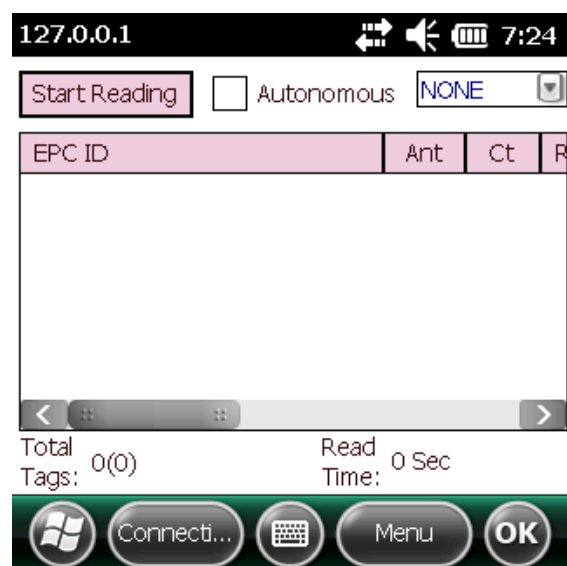 127.0.0.1 7:24
Start Reading Autonomous NONE
EPC ID Ant Ct R
Total Tags: 0(0) Read Time: 0 Sec
Connecti... Menu OK